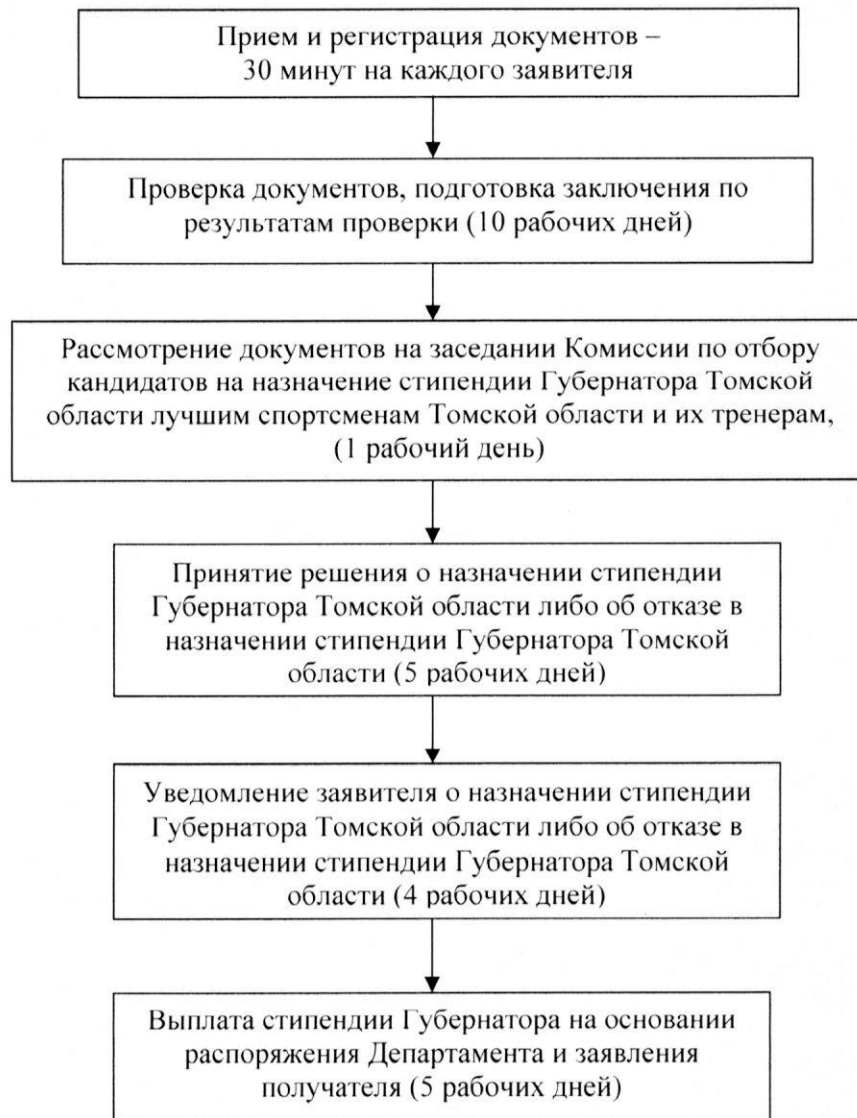 Прием и регистрация документов –
30 минут на каждого заявителя
Проверка документов, подготовка заключения по
результатам проверки (10 рабочих дней)
Рассмотрение документов на заседании Комиссии по отбору
кандидатов на назначение стипендии Губернатора Томской
области лучшим спортсменам Томской области и их тренерам,
(1 рабочий день)
Принятие решения о назначении стипендии
Губернатора Томской области либо об отказе в
назначении стипендии Губернатора Томской
области (5 рабочих дней)
Уведомление заявителя о назначении стипендии
Губернатора Томской области либо об отказе в
назначении стипендии Губернатора Томской
области (4 рабочих дней)
Выплата стипендии Губернатора на основании
распоряжения Департамента и заявления
получателя (5 рабочих дней)